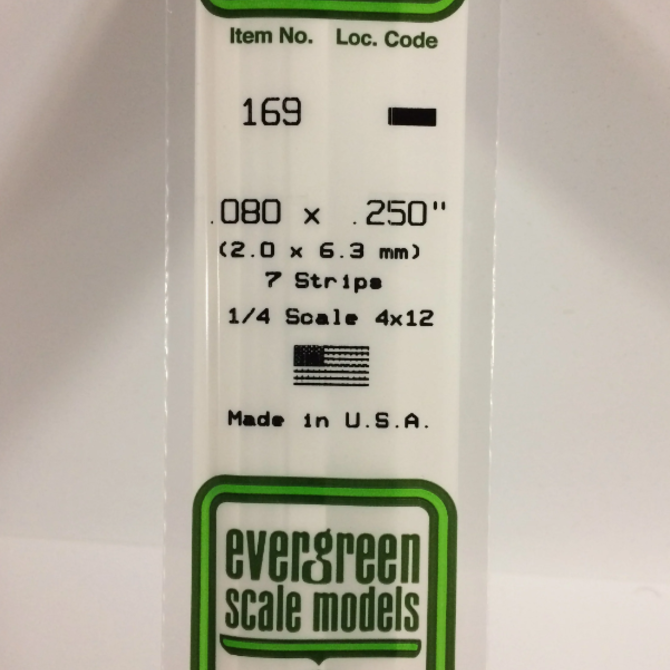 Item No. Loc. Code
169
.080 x .250"
(2.0 x 6.3 mm)
7 Strips
1/4 Scale 4x12
Made in U.S.A.
evergreen
scale models